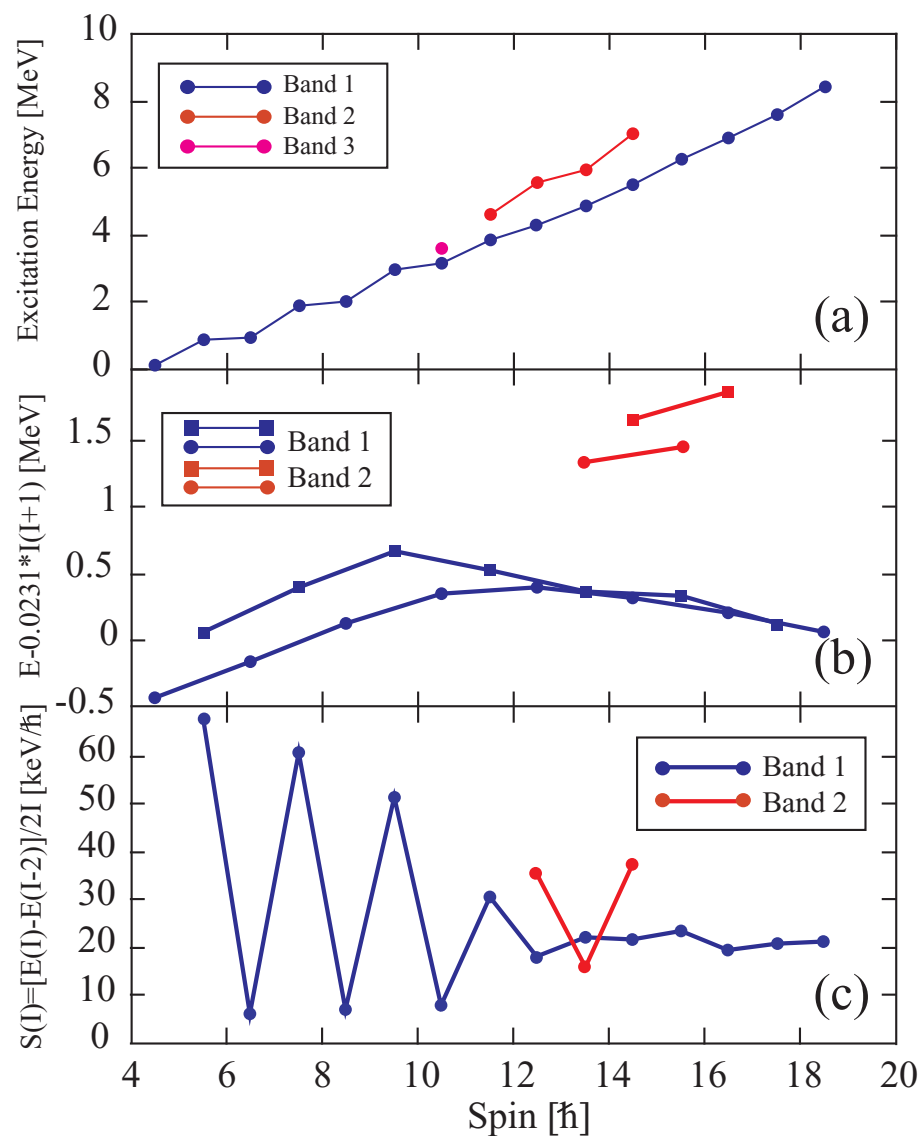 Excitation Energy [MeV]
10
8
6
4
2
0
Band 1
Band 2
Band 3
(a)
E-0.0231*I(I+1) [MeV]
1.5
1
0.5
0
-0.5
Band 1
Band 2
(b)
S(I)=[E(I)-E(I-2)]/2I [keV/ħ]
60
50
40
30
20
10
0
Band 1
Band 2
(c)
4 6 8 10 12 14 16 18 20
Spin [ħ]